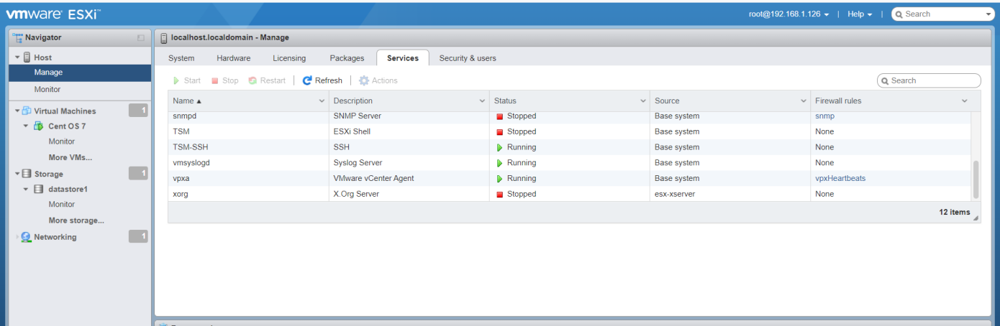 vmware ESXi™ root@192.168.1.126 | Help | Search
Navigator
Host
Manage
Monitor
Virtual Machines 1
Cent OS 7
Monitor
More VMs...
Storage 1
datastore1
Monitor
More storage...
Networking 1
localhost.localdomain - Manage
System Hardware Licensing Packages Services Security & users
Start Stop Restart | Refresh | Actions Search
Name Description Status Source Firewall rules
snmpd SNMP Server Stopped Base system snmp
TSM ESXi Shell Stopped Base system None
TSM-SSH SSH Running Base system None
vmsyslogd Syslog Server Running Base system None
vpxa VMware vCenter Agent Running Base system vpxHeartbeats
xorg X.Org Server Stopped esx-xserver None
12 items